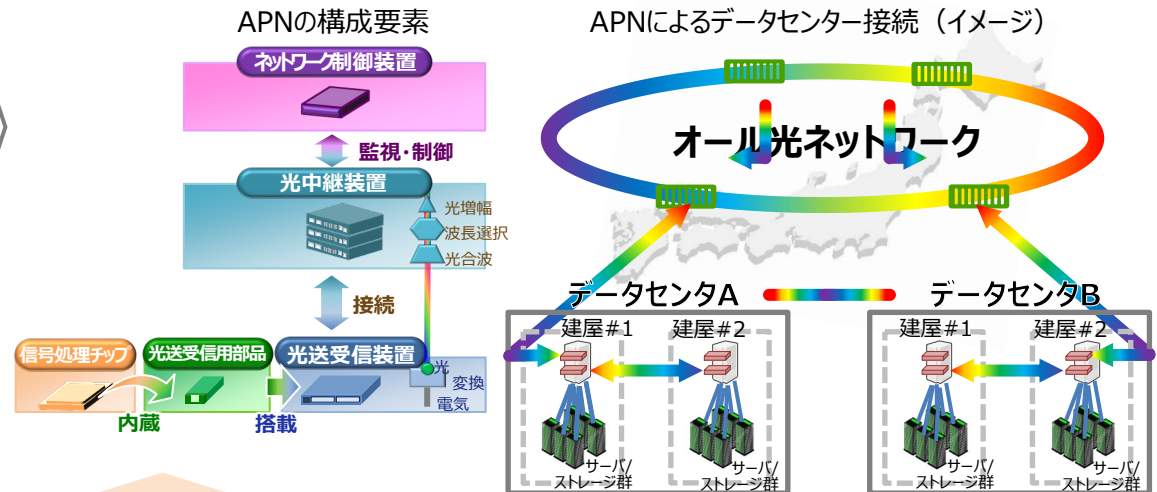 APNの構成要素
ネットワーク制御装置
監視・制御
光中継装置
光増幅
波長選択
光合波
接続
信号処理チップ
光送受信用部品
光送受信装置
光
変換
電気
内蔵
搭載
APNによるデータセンター接続（イメージ）
オール光ネットワーク
データセンタA
データセンタB
建屋#1
建屋#2
建屋#1
建屋#2
サーバ/
ストレージ群
サーバ/
ストレージ群
サーバ/
ストレージ群
サーバ/
ストレージ群